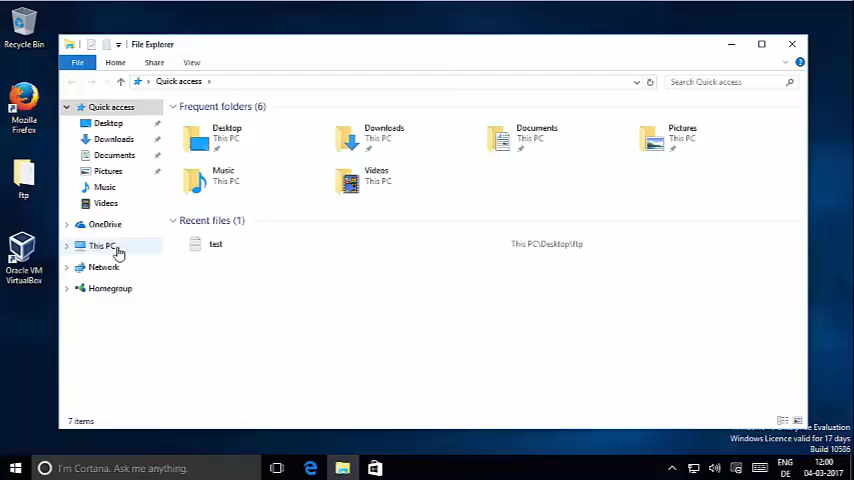 Recycle Bin
Mozilla
Firefox
ftp
Oracle VM
VirtualBox
File Explorer
File
Home
Share
View
Quick access
Search Quick access
Quick access
Desktop
Downloads
Documents
Pictures
Music
Videos
OneDrive
This PC
Network
Homegroup
Frequent folders (6)
Desktop
This PC
Downloads
This PC
Documents
This PC
Pictures
This PC
Music
This PC
Videos
This PC
Recent files (1)
test
This PC\Desktop\ftp
7 items
Evaluation
Windows Licence valid for 17 days
Build 10586
I'm Cortana. Ask me anything.
ENG
DE
12:00
04-03-2017